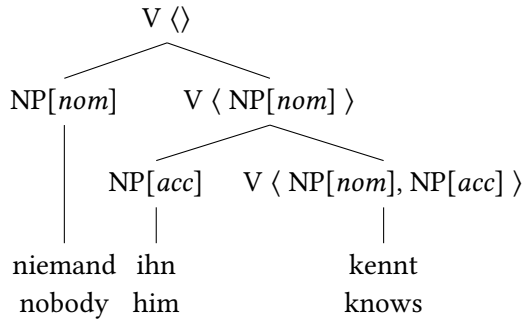 V ⟨⟩
NP[nom] V ⟨ NP[nom] ⟩
NP[acc] V ⟨ NP[nom], NP[acc] ⟩
niemand ihn kennt
nobody him knows